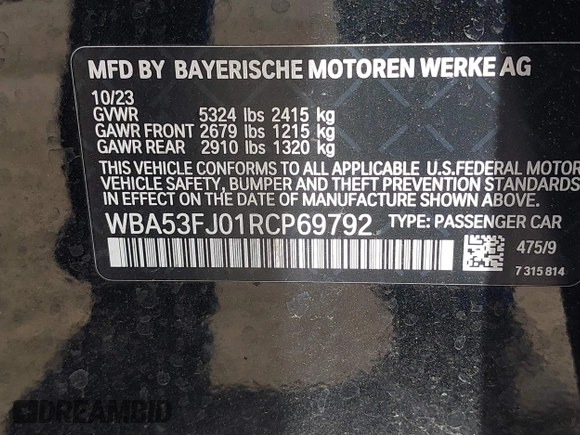 MFD BY BAYERISCHE MOTOREN WERKE AG
10/23
GVWR 5324 lbs 2415 kg
GAWR FRONT 2679 lbs 1215 kg
GAWR REAR 2910 lbs 1320 kg
THIS VEHICLE CONFORMS TO ALL APPLICABLE U.S.FEDERAL MOTOR
VEHICLE SAFETY, BUMPER AND THEFT PREVENTION STANDARDS
IN EFFECT ON THE DATE OF MANUFACTURE SHOWN ABOVE.
WBA53FJ01RCP69792 TYPE: PASSENGER CAR
475/9
7 315 814
DREAMBID